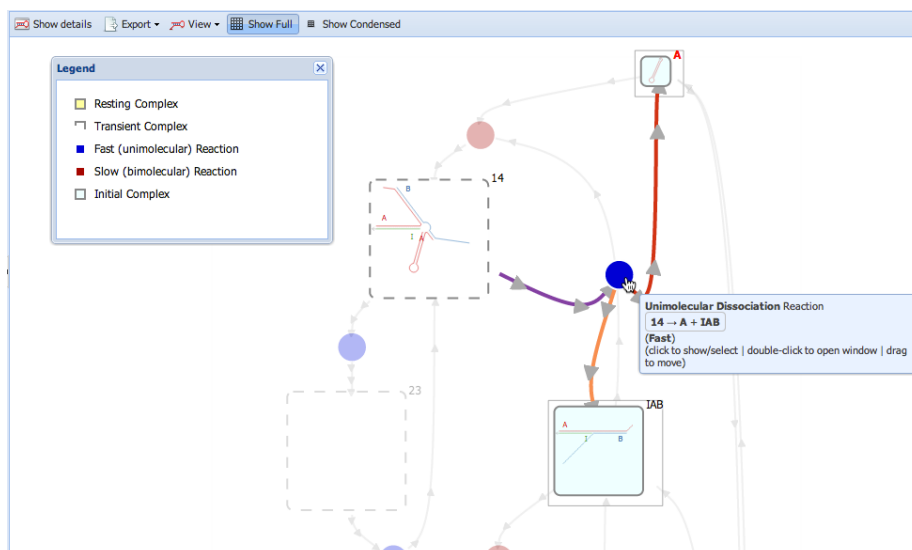 Show details Export View Show Full Show Condensed
Legend
Resting Complex
Transient Complex
Fast (unimolecular) Reaction
Slow (bimolecular) Reaction
Initial Complex
A
14
B
A
I A
Unimolecular Dissociation Reaction
14 → A + IAB
(Fast)
(click to show/select | double-click to open window | drag
to move)
23
IAB
A
I B